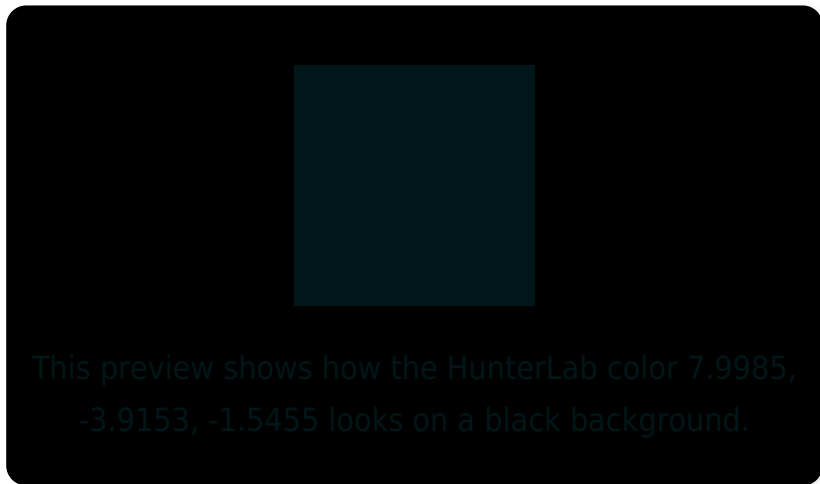 This preview shows how the HunterLab color 7.9985,
-3.9153, -1.5455 looks on a black background.